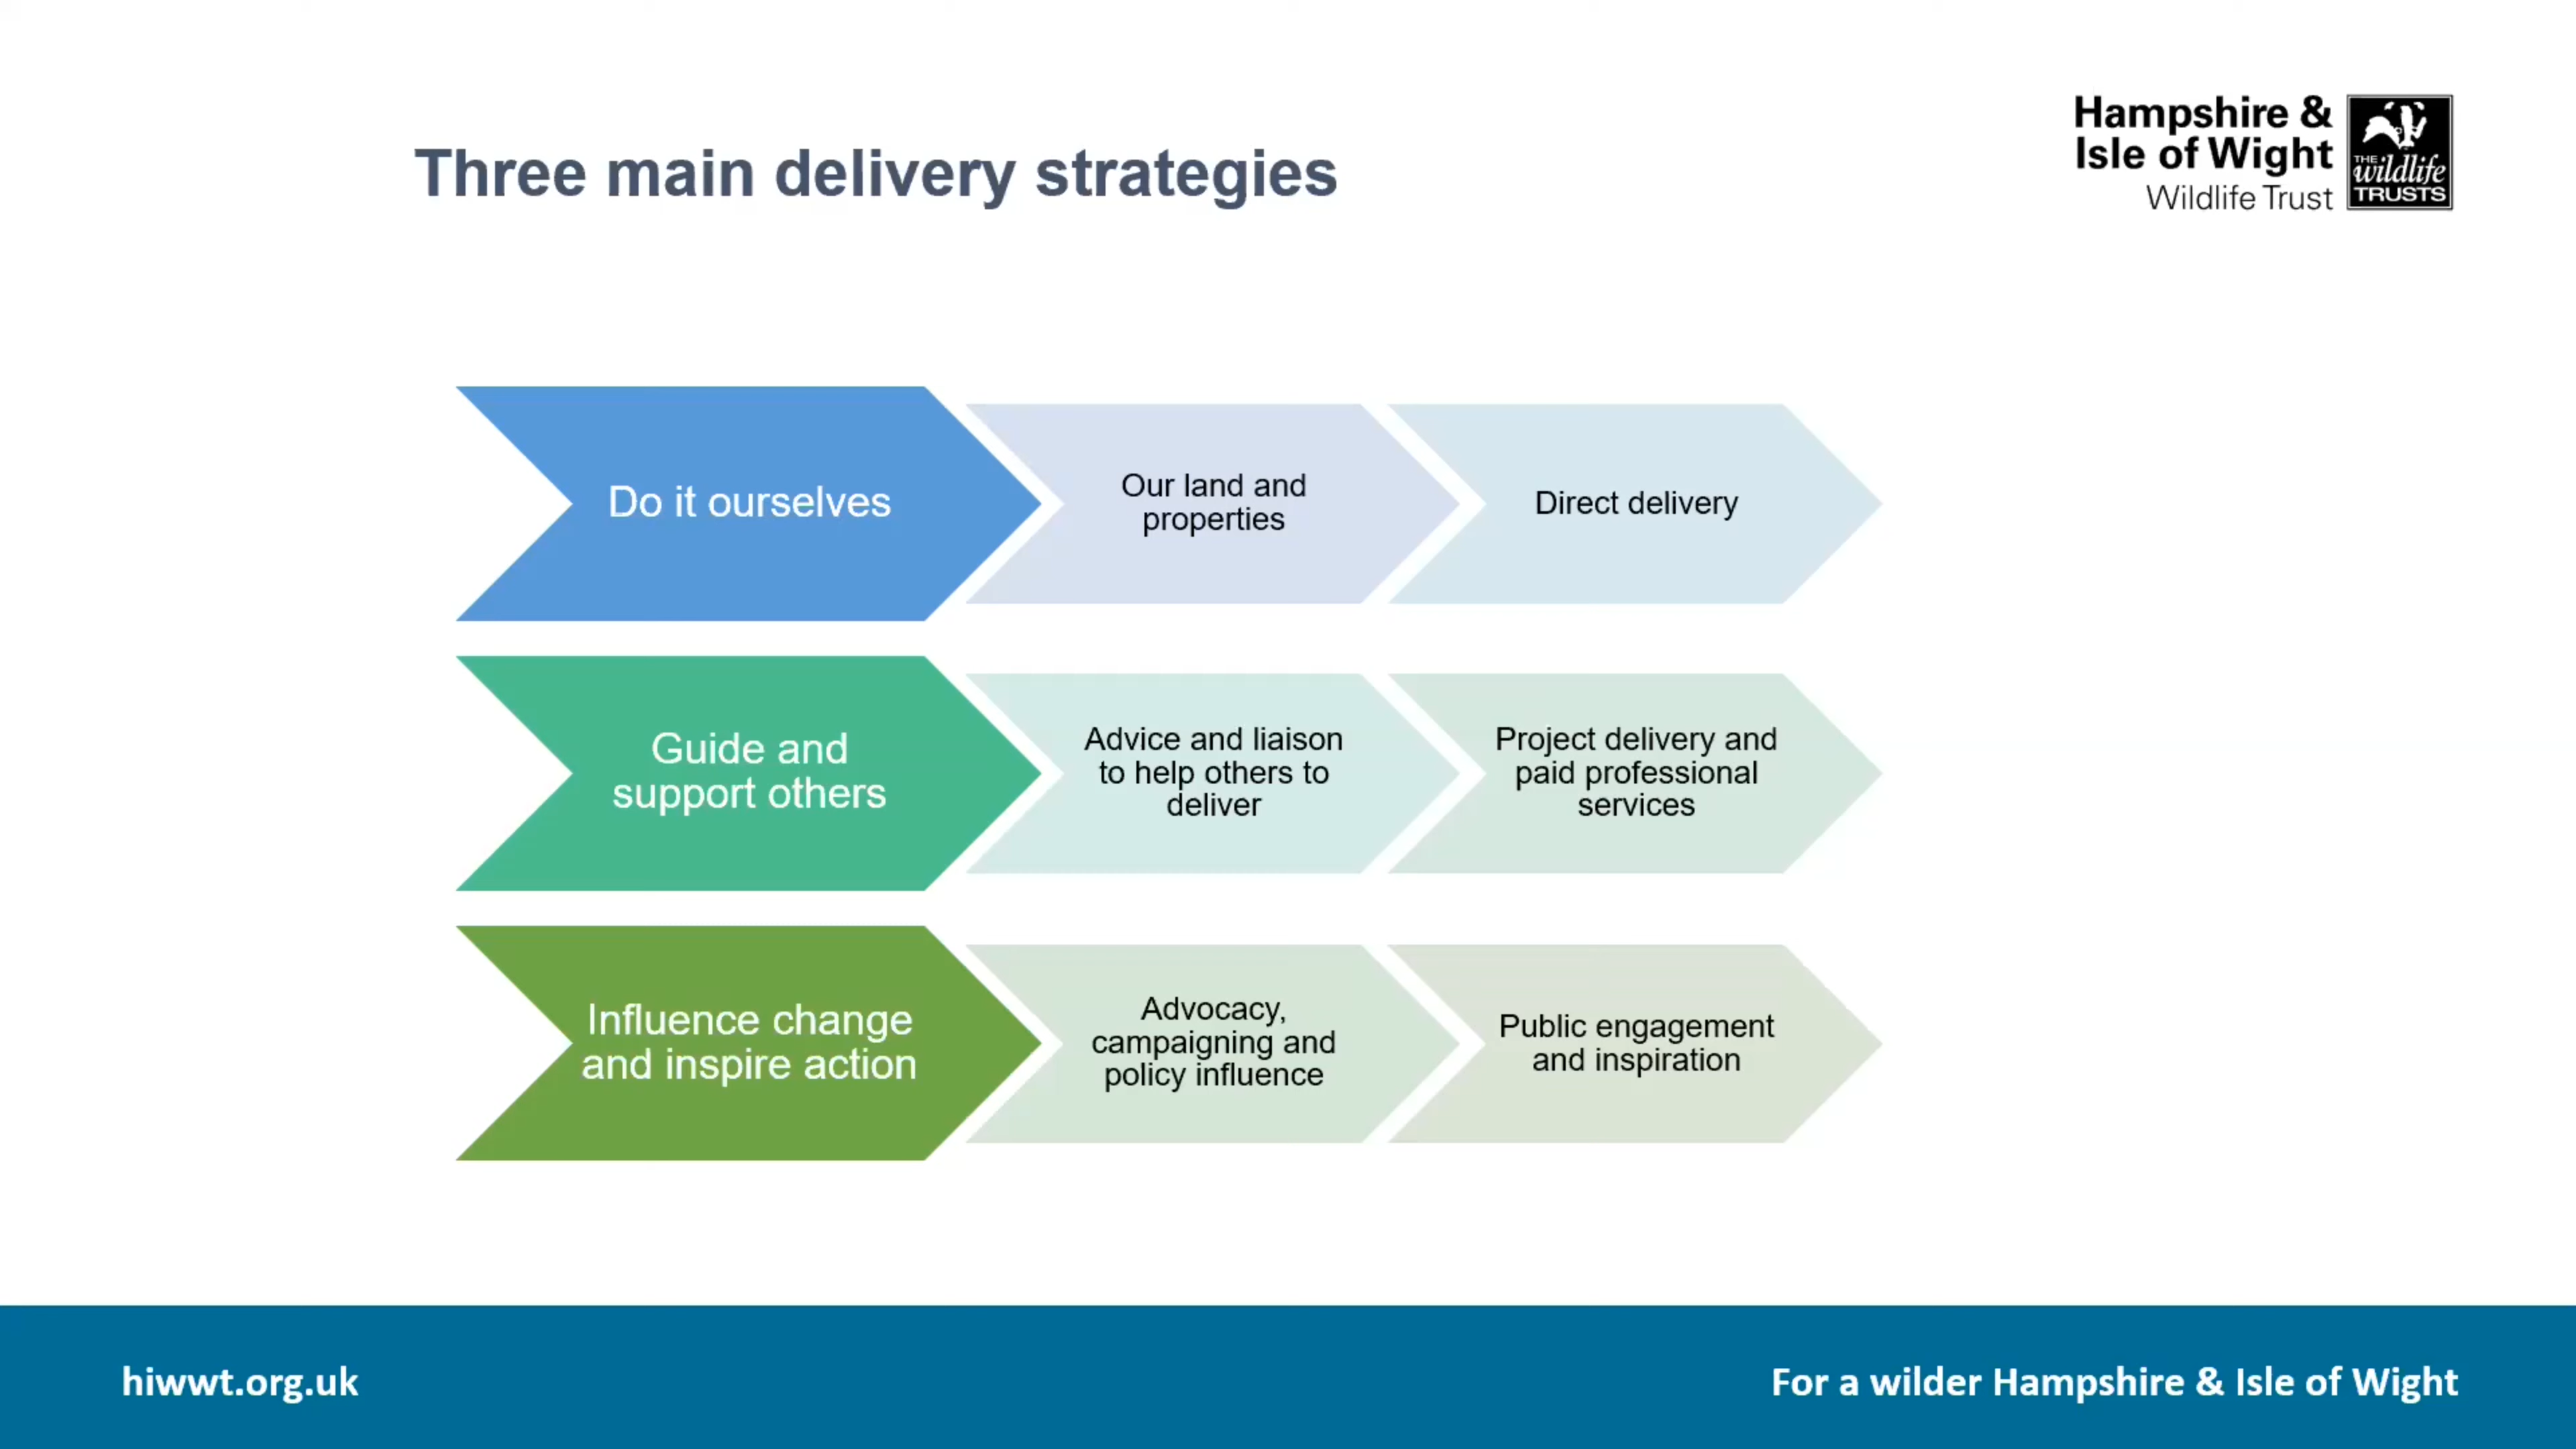 Three main delivery strategies
Hampshire &
Isle of Wight
Wildlife Trust
THE
wildlife
TRUSTS
Do it ourselves
Our land and
properties
Direct delivery
Guide and
support others
Advice and liaison
to help others to
deliver
Project delivery and
paid professional
services
Influence change
and inspire action
Advocacy,
campaigning and
policy influence
Public engagement
and inspiration
hiwwt.org.uk
For a wilder Hampshire & Isle of Wight